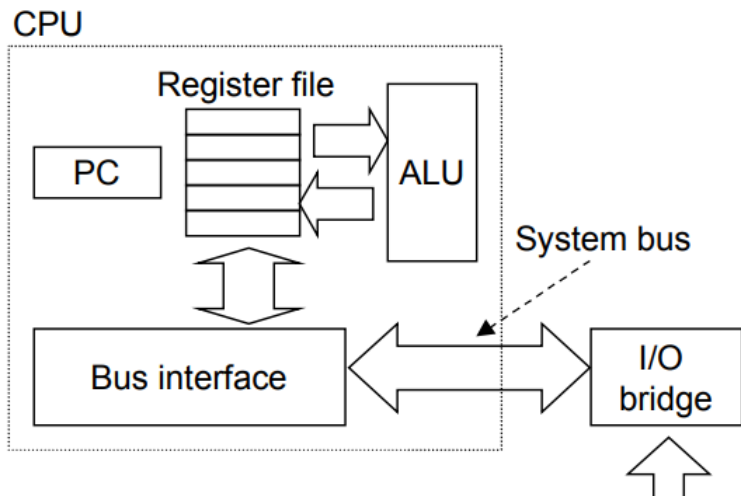 CPU
Register file
PC
ALU
System bus
Bus interface
I/O
bridge